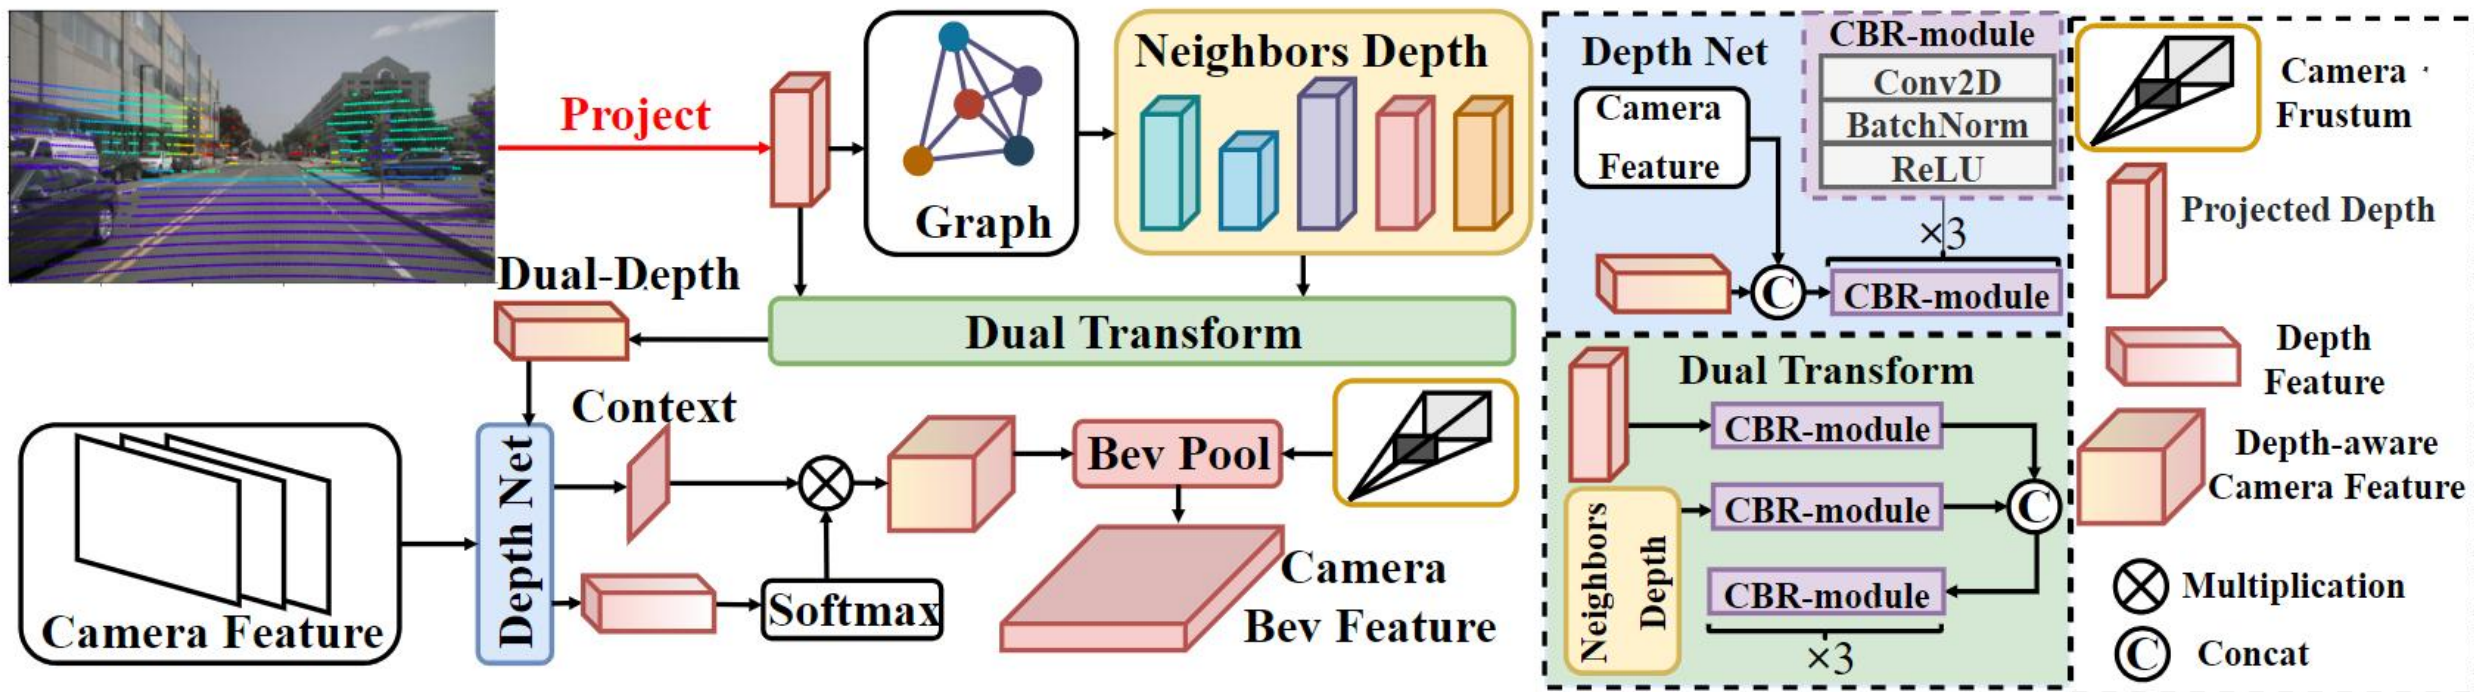 Project
Graph
Neighbors Depth
Dual-Depth
Dual Transform
Context
Depth Net
Bev Pool
Softmax
Camera Feature
Camera
Bev Feature
Depth Net
Camera
Feature
C
CBR-module
Conv2D
BatchNorm
ReLU
×3
CBR-module
Dual Transform
CBR-module
CBR-module
CBR-module
C
×3
Neighbors
Depth
Camera
Frustum
Projected Depth
Depth
Feature
Depth-aware
Camera Feature
Multiplication
C
Concat